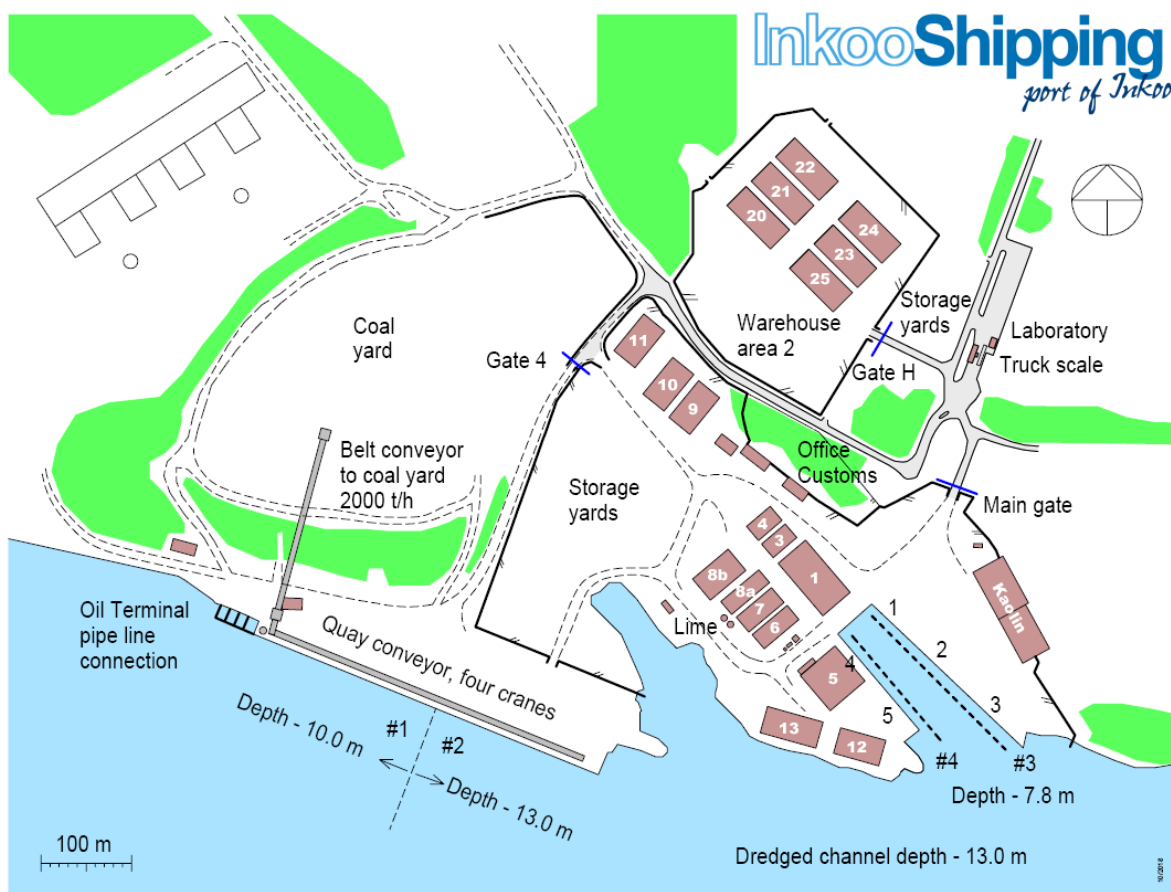 InkooShipping
port of Inkoo
22
21
20
24
23
25
Storage
yards
Warehouse
area 2
Laboratory
Truck scale
Gate H
Coal
yard
Gate 4
11
10
9
Belt conveyor
to coal yard
2000 t/h
Office
Customs
Storage
yards
Main gate
4
3
1
8b
8a
7
6
Kaolin
Lime
1
2
3
4
5
5
13
12
Oil Terminal
pipe line
connection
Quay conveyor, four cranes
Depth - 10.0 m
#1
#2
Depth - 13.0 m
#4
#3
Depth - 7.8 m
100 m
Dredged channel depth - 13.0 m
10/2018